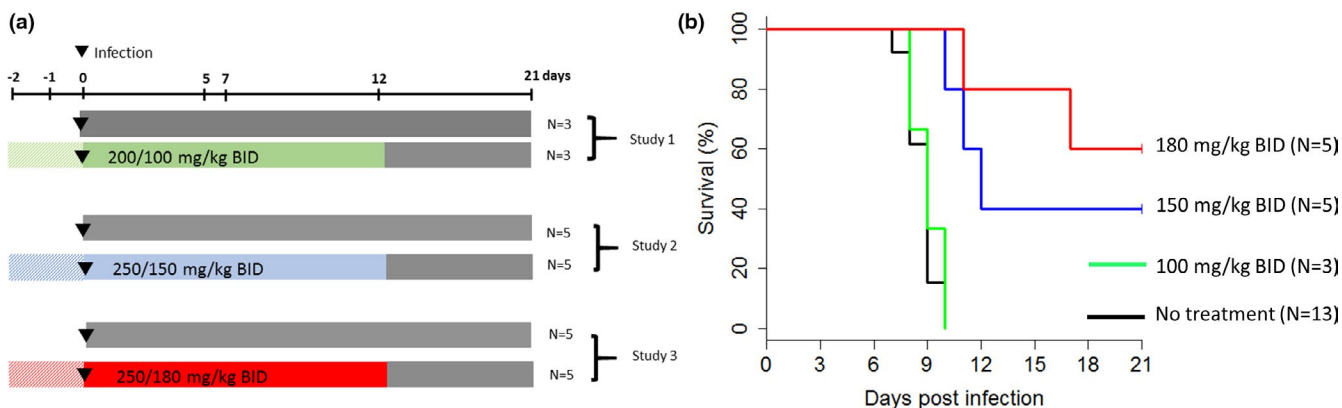 (a)
Infection
-2 -1 0 5 7 12 21 days
N=3
200/100 mg/kg BID N=3
Study 1
N=5
250/150 mg/kg BID N=5
Study 2
N=5
250/180 mg/kg BID N=5
Study 3
(b)
Survival (%)
100
80
60
40
20
0
0 3 6 9 12 15 18 21
Days post infection
180 mg/kg BID (N=5)
150 mg/kg BID (N=5)
100 mg/kg BID (N=3)
No treatment (N=13)